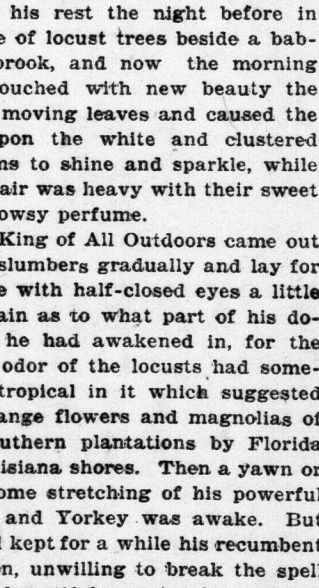 his rest the night before in
e of locust trees beside a bab-
brook, and now the morning
ouched with new beauty the
moving leaves and caused the
pon the white and clustered
ns to shine and sparkle, while
air was heavy with their sweet
owsy perfume.
King of All Outdoors came out
slumbers gradually and lay for
e with half-closed eyes a little
ain as to what part of his do-
he had awakened in, for the
odor of the locusts had some-
tropical in it which suggested
ange flowers and magnolias of
uthern plantations by Florida
isiana shores. Then a yawn or
ome stretching of his powerful
and Yorkey was awake. But
kept for a while his recumbent
n, unwilling to break the spell